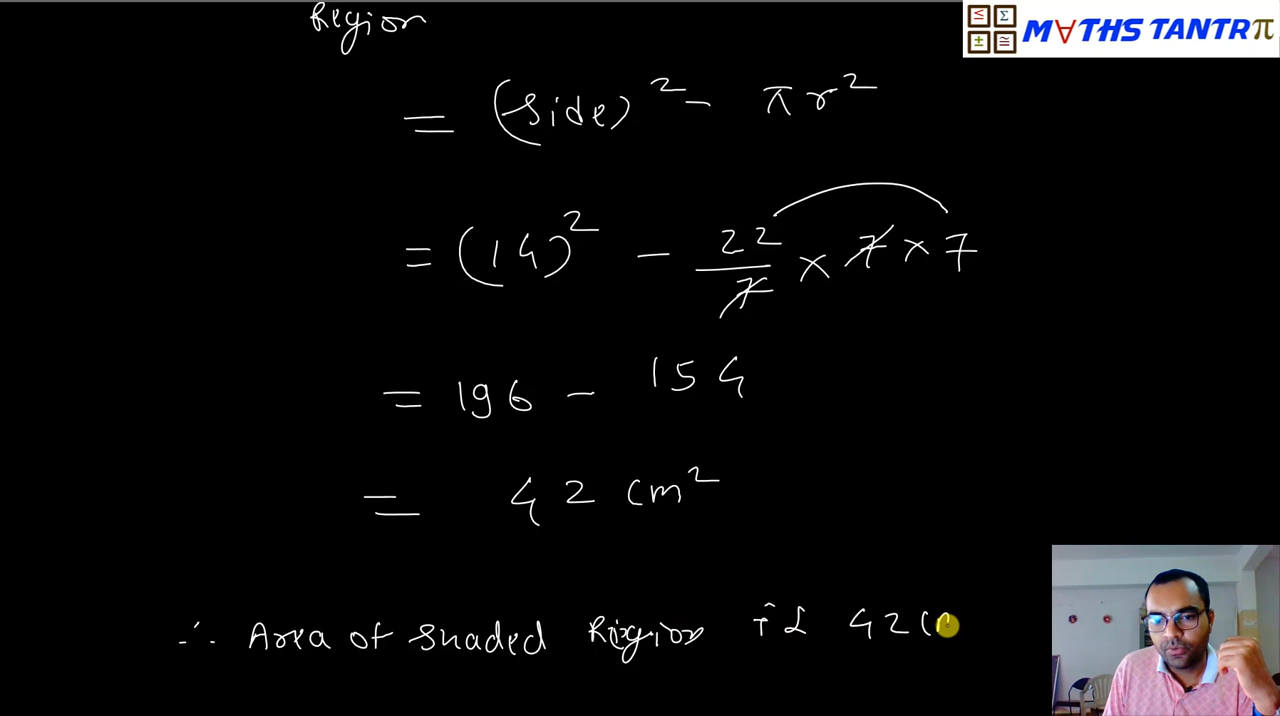 ≤ Σ ± ≅ M∀THS TANTRπ
Region
= (side)² - πr²
= (14)² - 22/7 × 7 × 7
= 196 - 154
= 42 cm²
∴ Area of shaded Region is 42 c